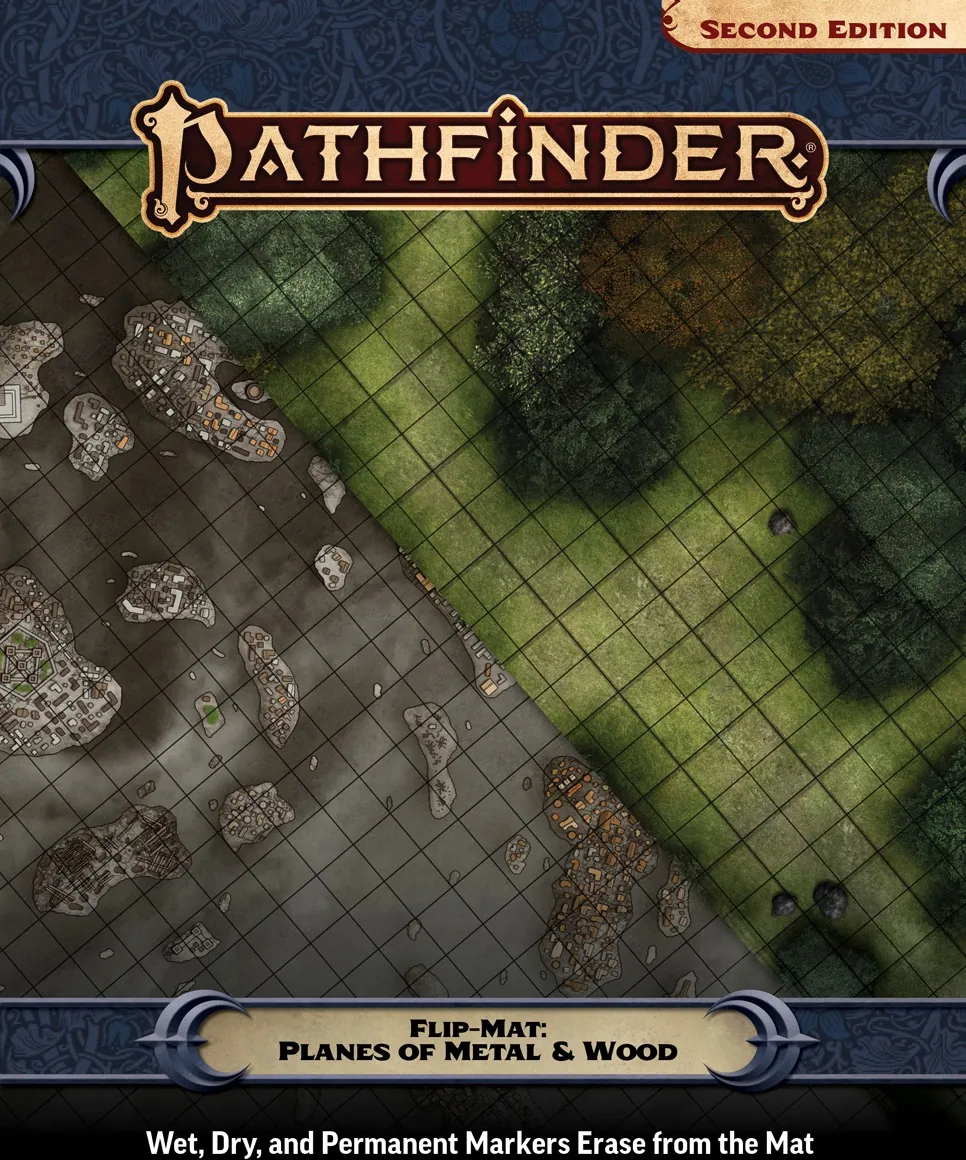 Second Edition
Pathfinder®
Flip-Mat:
Planes of Metal & Wood
Wet, Dry, and Permanent Markers Erase from the Mat